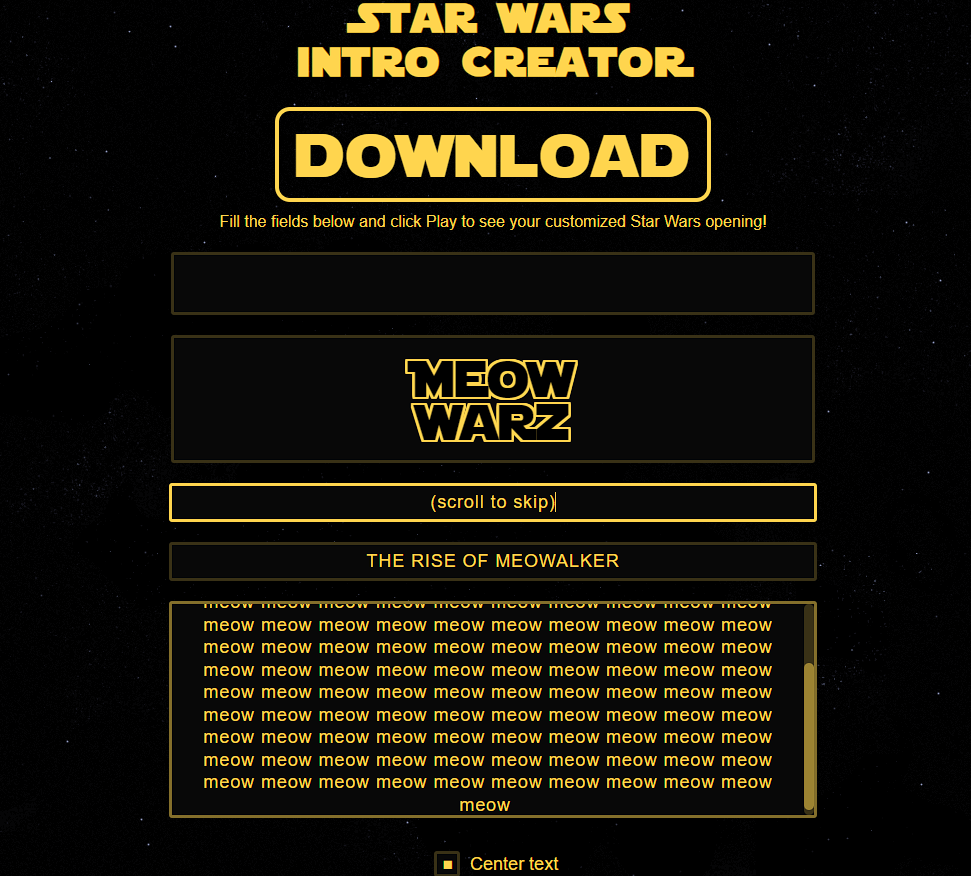 STAR WARS
INTRO CREATOR
DOWNLOAD
Fill the fields below and click Play to see your customized Star Wars opening!
MEOW
WARZ
(scroll to skip)
THE RISE OF MEOWALKER
meow meow meow meow meow meow meow meow meow meow
meow meow meow meow meow meow meow meow meow meow
meow meow meow meow meow meow meow meow meow meow
meow meow meow meow meow meow meow meow meow meow
meow meow meow meow meow meow meow meow meow meow
meow meow meow meow meow meow meow meow meow meow
meow meow meow meow meow meow meow meow meow meow
meow meow meow meow meow meow meow meow meow meow
meow meow meow meow meow meow meow meow meow meow
meow
Center text